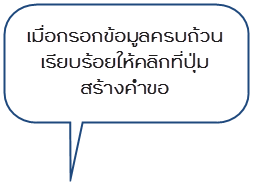 เมื่อกรอกข้อมูลครบถ้วน
เรียบร้อยให้คลิกที่ปุ่ม
สร้างคำขอ